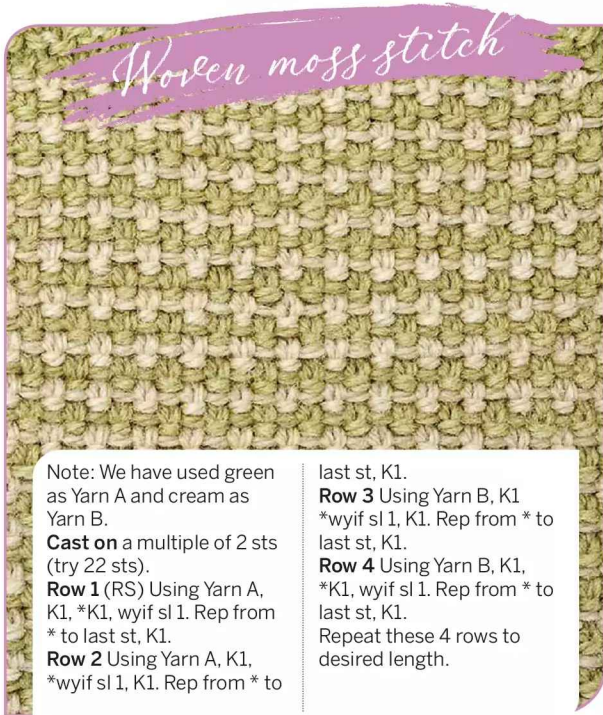 Woven moss stitch
Note: We have used green
as Yarn A and cream as
Yarn B.
Cast on a multiple of 2 sts
(try 22 sts).
Row 1 (RS) Using Yarn A,
K1, *K1, wyif sl 1. Rep from
* to last st, K1.
Row 2 Using Yarn A, K1,
*wyif sl 1, K1. Rep from * to
last st, K1.
Row 3 Using Yarn B, K1
*wyif sl 1, K1. Rep from * to
last st, K1.
Row 4 Using Yarn B, K1,
*K1, wyif sl 1. Rep from * to
last st, K1.
Repeat these 4 rows to
desired length.